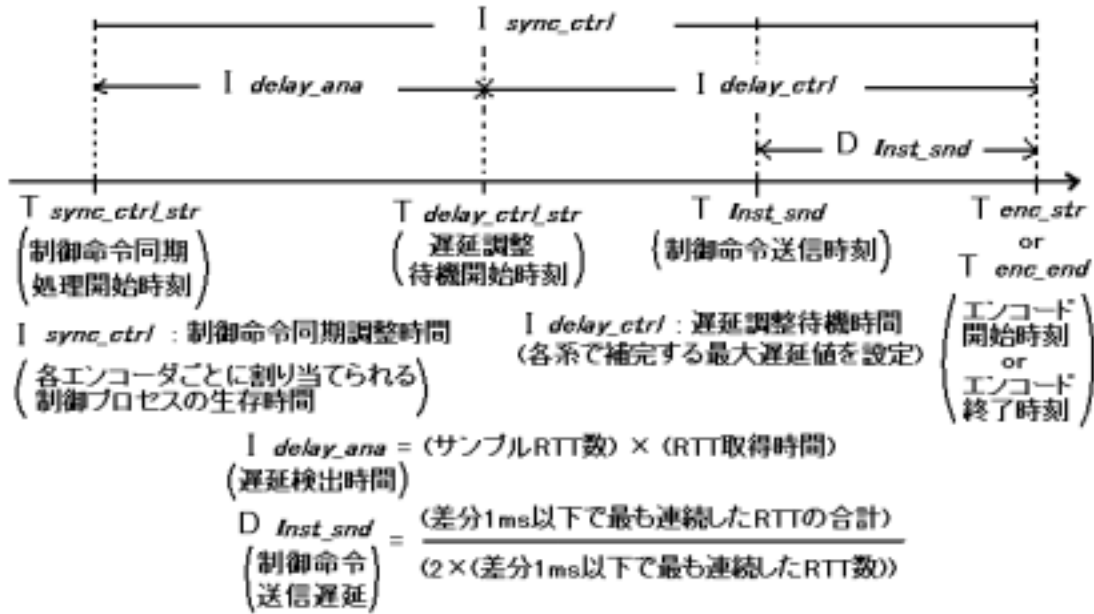 I sync_ctrl
I delay_ana I delay_ctrl
D Inst_snd
T sync_ctrl_str T delay_ctrl_str T Inst_snd T enc_str
or
T enc_end
(制御命令同期
処理開始時刻)
(遅延調整
待機開始時刻)
(制御命令送信時刻)
(エンコード
開始時刻
or
エンコード
終了時刻)
I sync_ctrl : 制御命令同期調整時間
(各エンコーダごとに割り当てられる
制御プロセスの生存時間)
I delay_ctrl : 遅延調整待機時間
(各系で補完する最大遅延値を設定)
I delay_ana = (サンプルRTT数) × (RTT取得時間)
(遅延検出時間)
D Inst_snd = (差分1ms以下で最も連続したRTTの合計)
(2×(差分1ms以下で最も連続したRTT数))
(制御命令
送信遅延)